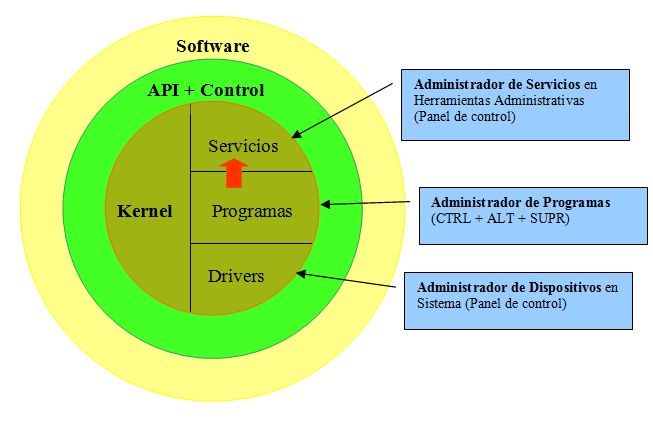 Software
API + Control
Servicios
Kernel
Programas
Drivers
Administrador de Servicios en
Herramientas Administrativas
(Panel de control)
Administrador de Programas
(CTRL + ALT + SUPR)
Administrador de Dispositivos en
Sistema (Panel de control)